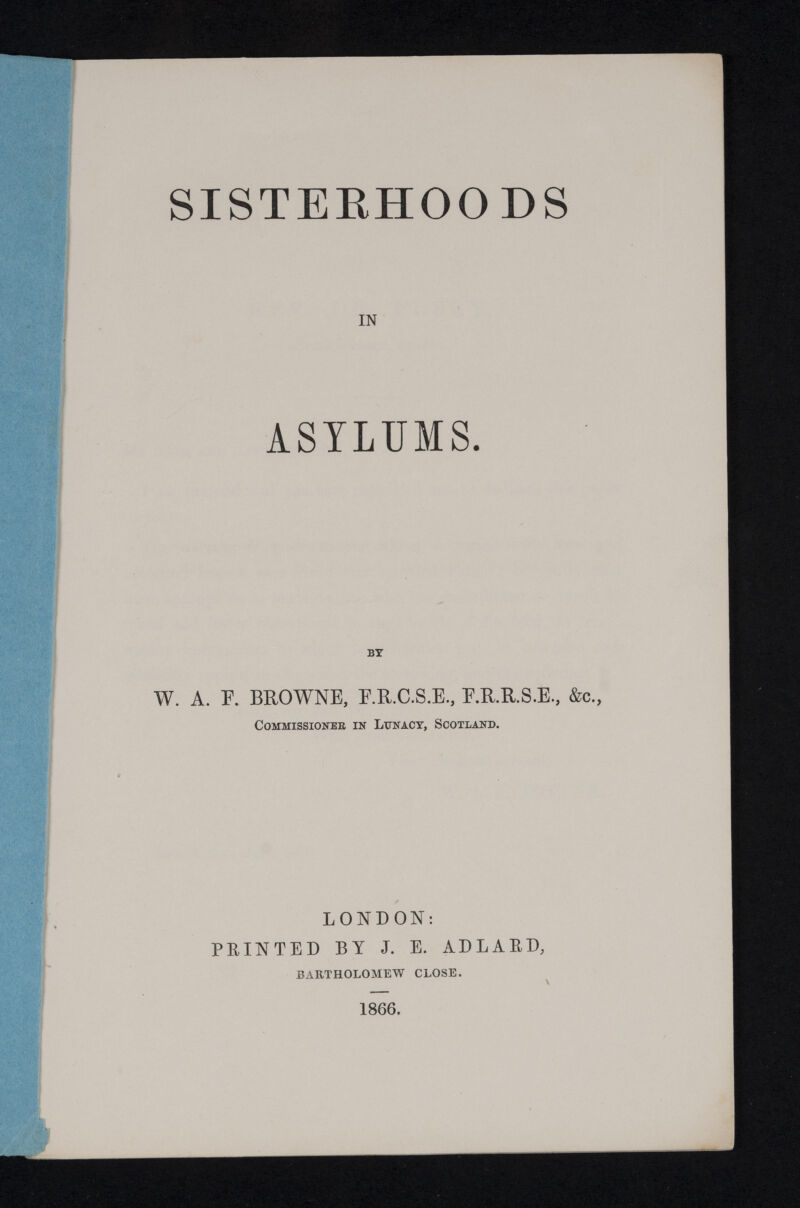 SISTERHOODS
IN
ASYLUMS.
BY
W. A. F. BROWNE, F.R.C.S.E., F.R.R.S.E., &c.,
COMMISSIONER IN LUNACY, SCOTLAND.
LONDON:
PRINTED BY J. E. ADLARD,
BARTHOLOMEW CLOSE.
1866.